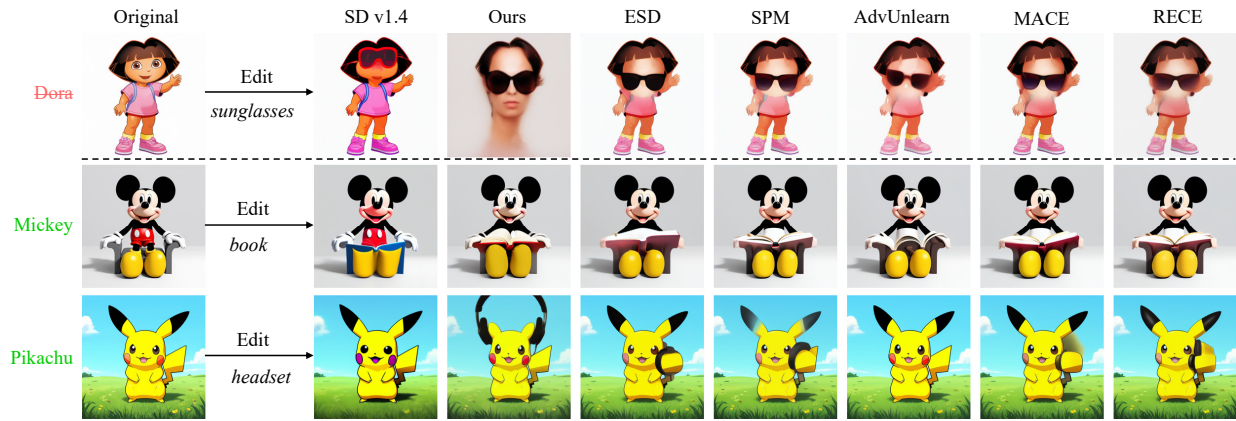 Original SD v1.4 Ours ESD SPM AdvUnlearn MACE RECE
Dora Edit
sunglasses
Mickey Edit
book
Pikachu Edit
headset